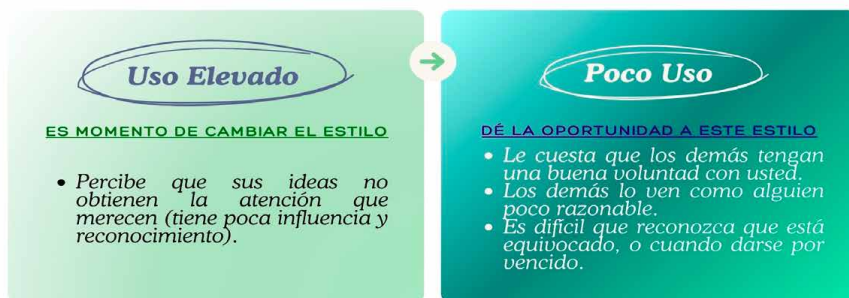 Uso Elevado
ES MOMENTO DE CAMBIAR EL ESTILO
• Percibe que sus ideas no
obtienen la atención que
merecen (tiene poca influencia y
reconocimiento).
Poco Uso
DÉ LA OPORTUNIDAD A ESTE ESTILO
• Le cuesta que los demás tengan
una buena voluntad con usted.
• Los demás lo ven como alguien
poco razonable.
• Es difícil que reconozca que está
equivocado, o cuando darse por
vencido.